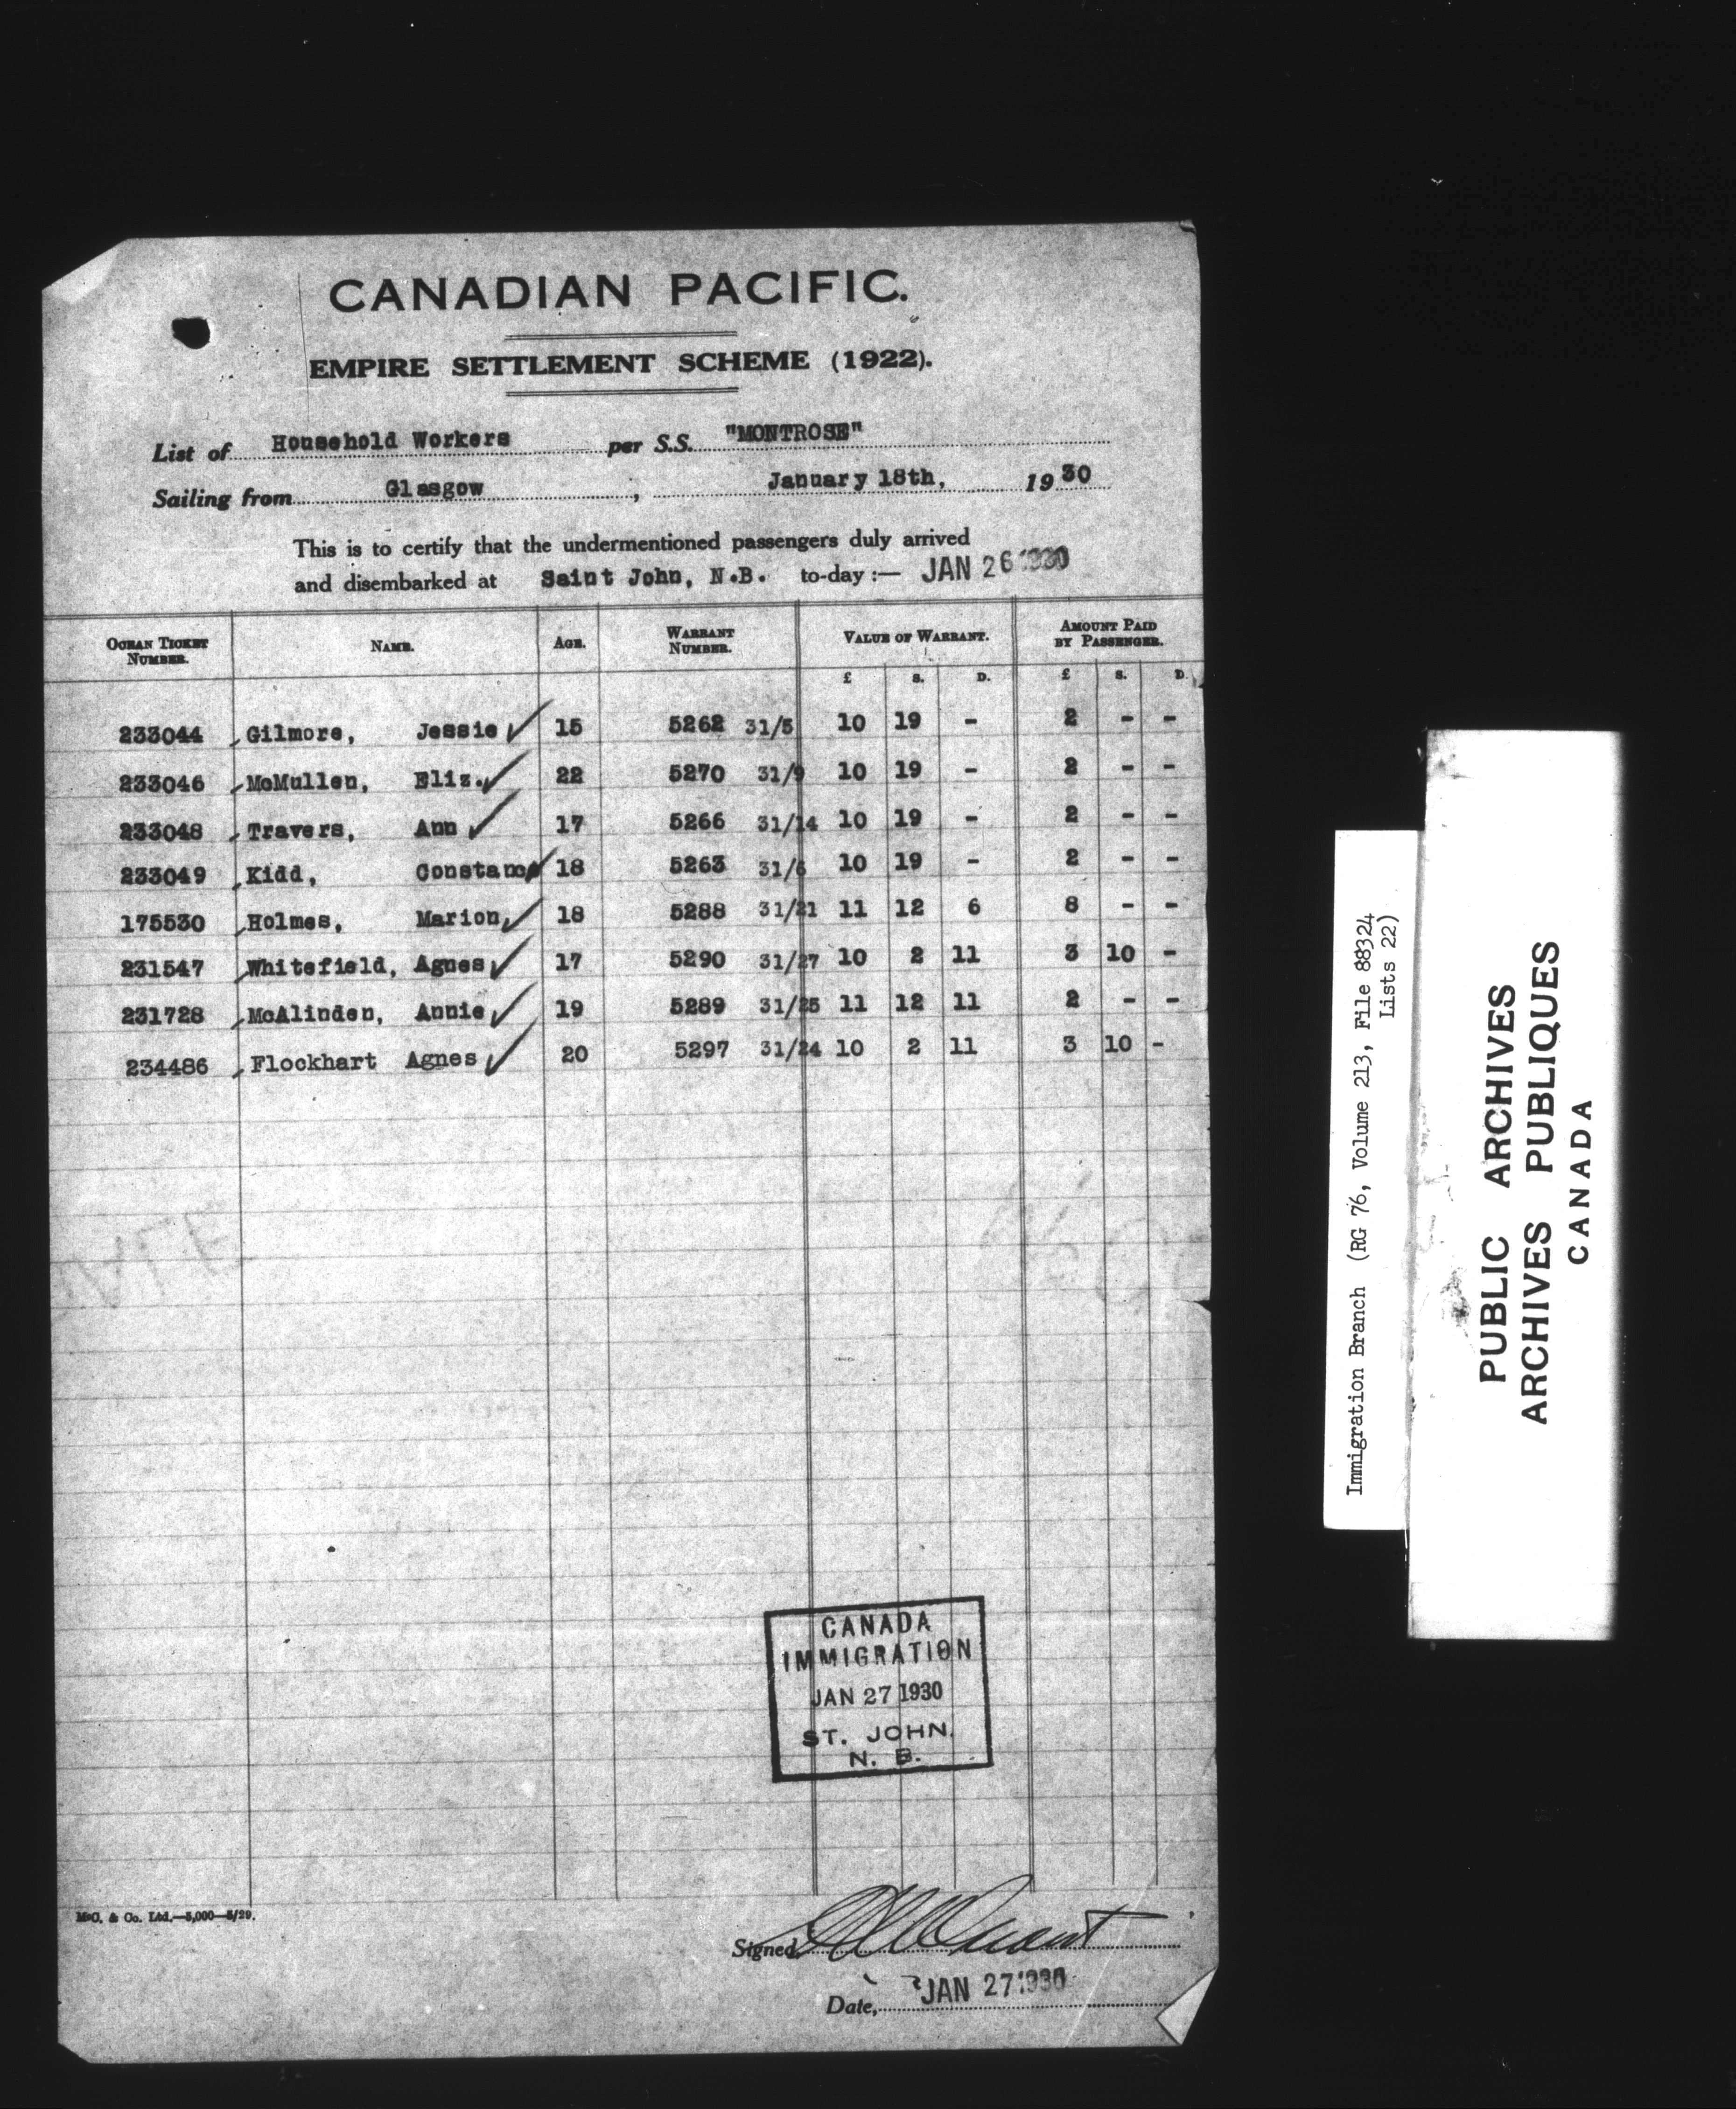 CANADIAN PACIFIC.
EMPIRE SETTLEMENT SCHEME (1922).
List of Household Workers per S.S. "MONTROSE"
Sailing from Glasgow, January 18th, 1930
This is to certify that the undermentioned passengers duly arrived
and disembarked at Saint John, N.B. to-day :— JAN 26 1930
OCEAN TICKET NUMBER. NAME. AGE. WARRANT NUMBER. VALUE OF WARRANT. AMOUNT PAID BY PASSENGER.
£ S. D. £ S. D.
233044 Gilmore, Jessie 15 5262 31/5 10 19 - 2 - -
233046 McMullen, Eliz. 22 5270 31/9 10 19 - 2 - -
233048 Travers, Ann 17 5266 31/14 10 19 - 2 - -
233049 Kidd, Constance 18 5263 31/6 10 19 - 2 - -
175530 Holmes, Marion, 18 5288 31/21 11 12 6 8 - -
231547 Whitefield, Agnes 17 5290 31/27 10 2 11 3 10 -
231728 McAlinden, Annie 19 5289 31/25 11 12 11 2 - -
234486 Flockhart Agnes 20 5297 31/24 10 2 11 3 10 -
CANADA
IMMIGRATION
JAN 27 1930
ST. JOHN.
N. B.
McC. & Co. Ltd.—5,000—5/29.
Signed,
Date, JAN 27 1930
Immigration Branch (RG 76, Volume 213, File 88324
Lists 22)
PUBLIC ARCHIVES
ARCHIVES PUBLIQUES
CANADA